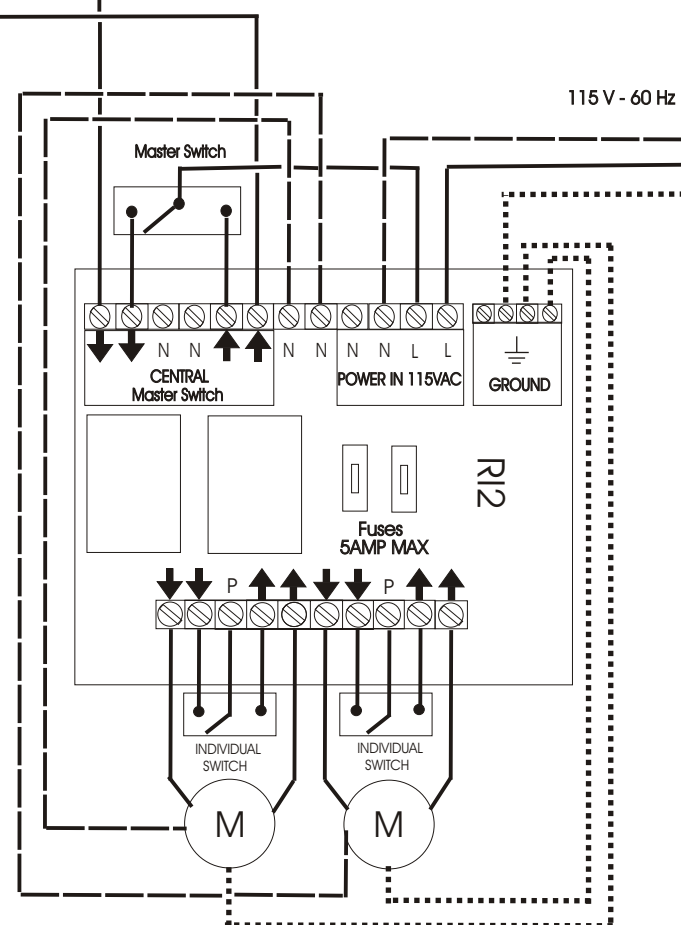 115 V - 60 Hz
Master Switch
N N N N N N L L
CENTRAL
Master Switch
POWER IN 115VAC
GROUND
RI2
Fuses
5AMP MAX
P P
INDIVIDUAL
SWITCH
INDIVIDUAL
SWITCH
M M